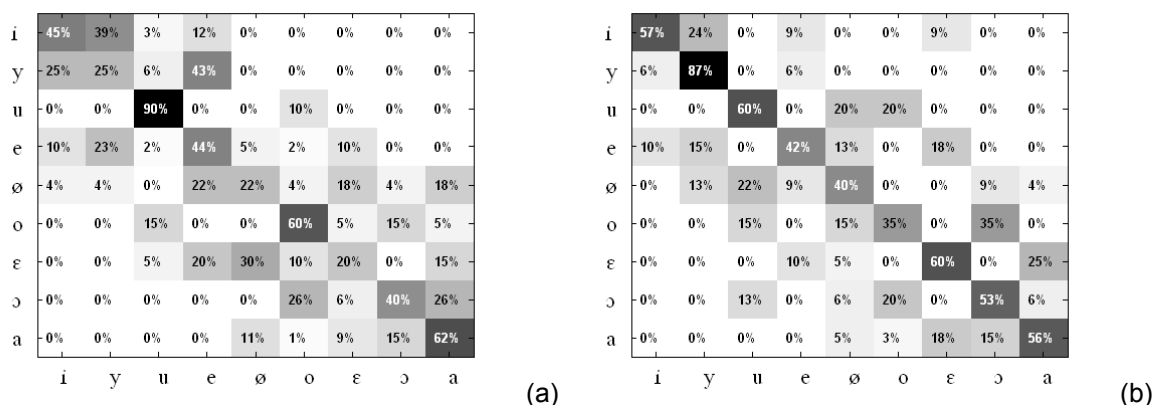 i 45% 39% 3% 12% 0% 0% 0% 0% 0%
y 25% 25% 6% 43% 0% 0% 0% 0% 0%
u 0% 0% 90% 0% 0% 10% 0% 0% 0%
e 10% 23% 2% 44% 5% 2% 10% 0% 0%
ø 4% 4% 0% 22% 22% 4% 18% 4% 18%
o 0% 0% 15% 0% 0% 60% 5% 15% 5%
ε 0% 0% 5% 20% 30% 10% 20% 0% 15%
ɔ 0% 0% 0% 0% 0% 26% 6% 40% 26%
a 0% 0% 0% 0% 11% 1% 9% 15% 62%
i y u e ø o ε ɔ a
(a)
i 57% 24% 0% 9% 0% 0% 9% 0% 0%
y 6% 87% 0% 6% 0% 0% 0% 0% 0%
u 0% 0% 60% 0% 20% 20% 0% 0% 0%
e 10% 15% 0% 42% 13% 0% 18% 0% 0%
ø 0% 13% 22% 9% 40% 0% 0% 9% 4%
o 0% 0% 15% 0% 15% 35% 0% 35% 0%
ε 0% 0% 0% 10% 5% 0% 60% 0% 25%
ɔ 0% 0% 13% 0% 6% 20% 0% 53% 6%
a 0% 0% 0% 0% 5% 3% 18% 15% 56%
i y u e ø o ε ɔ a
(b)